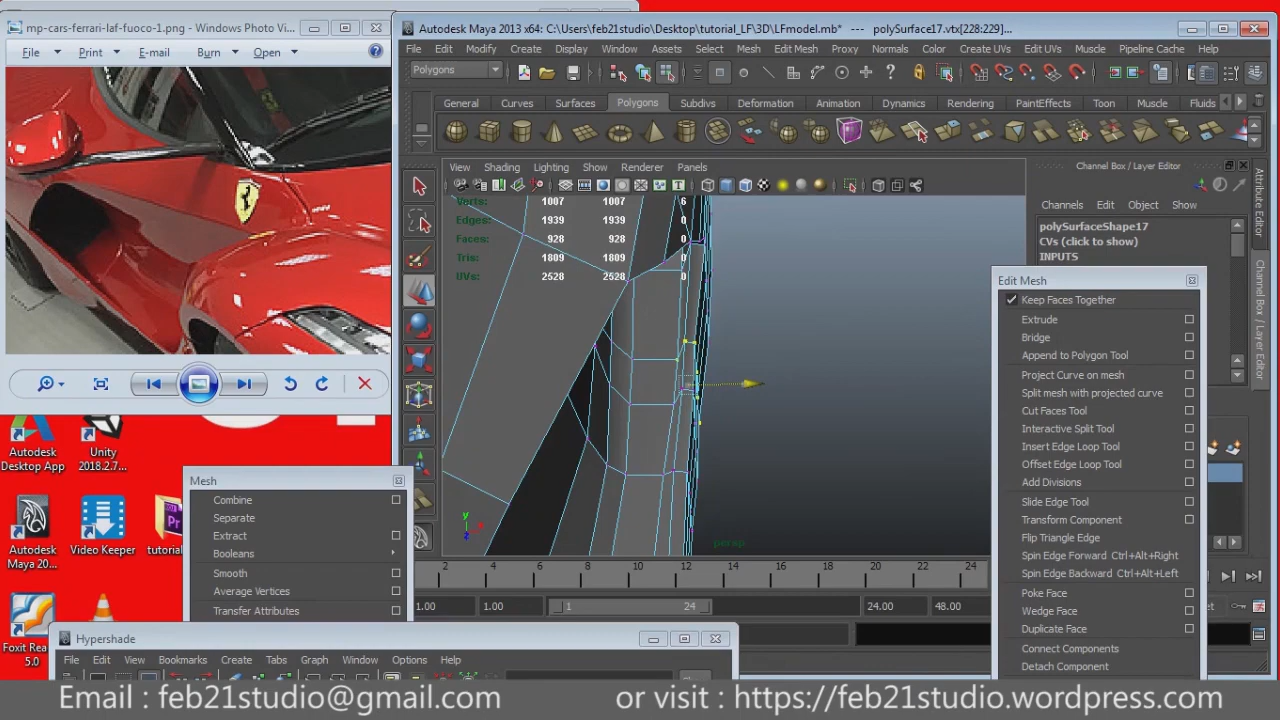 mp-cars-ferrari-laf-fuoco-1.png - Windows Photo Vi...
File Print E-mail Burn Open
Autodesk Maya 2013 x64: C:\Users\feb21studio\Desktop\tutorial_LF\3D\LFmodel.mb* --- polySurface17.vtx[228:229]...
File Edit Modify Create Display Window Assets Select Mesh Edit Mesh Proxy Normals Color Create UVs Edit UVs Muscle Pipeline Cache Help
Polygons
General Curves Surfaces Polygons Subdivs Deformation Animation Dynamics Rendering PaintEffects Toon Muscle Fluids
View Shading Lighting Show Renderer Panels
Verts: 1007 1007 6
Edges: 1939 1939 0
Faces: 928 928 0
Tris: 1809 1809 0
UVs: 2528 2528 0
y
z
persp
Channel Box / Layer Editor
Channels Edit Object Show
polySurfaceShape17
CVs (click to show)
INPUTS
Attribute Editor
Channel Box / Layer Editor
Edit Mesh
Keep Faces Together
Extrude
Bridge
Append to Polygon Tool
Project Curve on mesh
Split mesh with projected curve
Cut Faces Tool
Interactive Split Tool
Insert Edge Loop Tool
Offset Edge Loop Tool
Add Divisions
Slide Edge Tool
Transform Component
Flip Triangle Edge
Spin Edge Forward Ctrl+Alt+Right
Spin Edge Backward Ctrl+Alt+Left
Poke Face
Wedge Face
Duplicate Face
Connect Components
Detach Component
Autodesk Desktop App
Unity 2018.2.7...
Autodesk Maya 20...
Video Keeper
tutorial
Foxit Rea... 5.0
Mesh
Combine
Separate
Extract
Booleans
Smooth
Average Vertices
Transfer Attributes
2 4 6 8 10 12 14 16 18 20 22 24
1.00 1.00 1 24 24.00 48.00
Hypershade
File Edit View Bookmarks Create Tabs Graph Window Options Help
Email : feb21studio@gmail.com or visit : https://feb21studio.wordpress.com